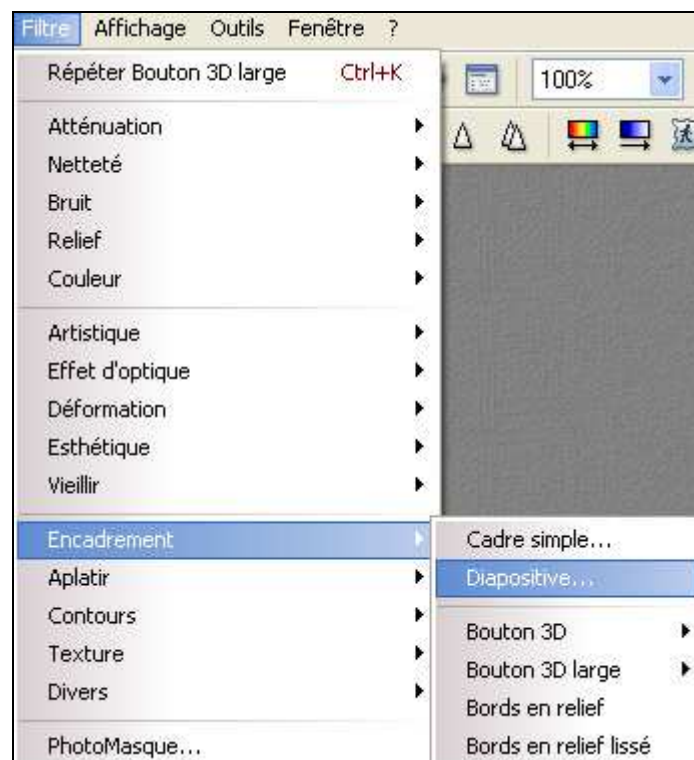 Filtre Affichage Outils Fenêtre ?
Répéter Bouton 3D large Ctrl+K
100%
Atténuation
Netteté
Bruit
Relief
Couleur
Artistique
Effet d'optique
Déformation
Esthétique
Vieillir
Encadrement
Aplatir
Contours
Texture
Divers
PhotoMasque...
Cadre simple...
Diapositive...
Bouton 3D
Bouton 3D large
Bords en relief
Bords en relief lissé